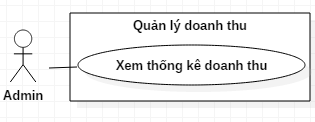 Quản lý doanh thu
Xem thống kê doanh thu
Admin